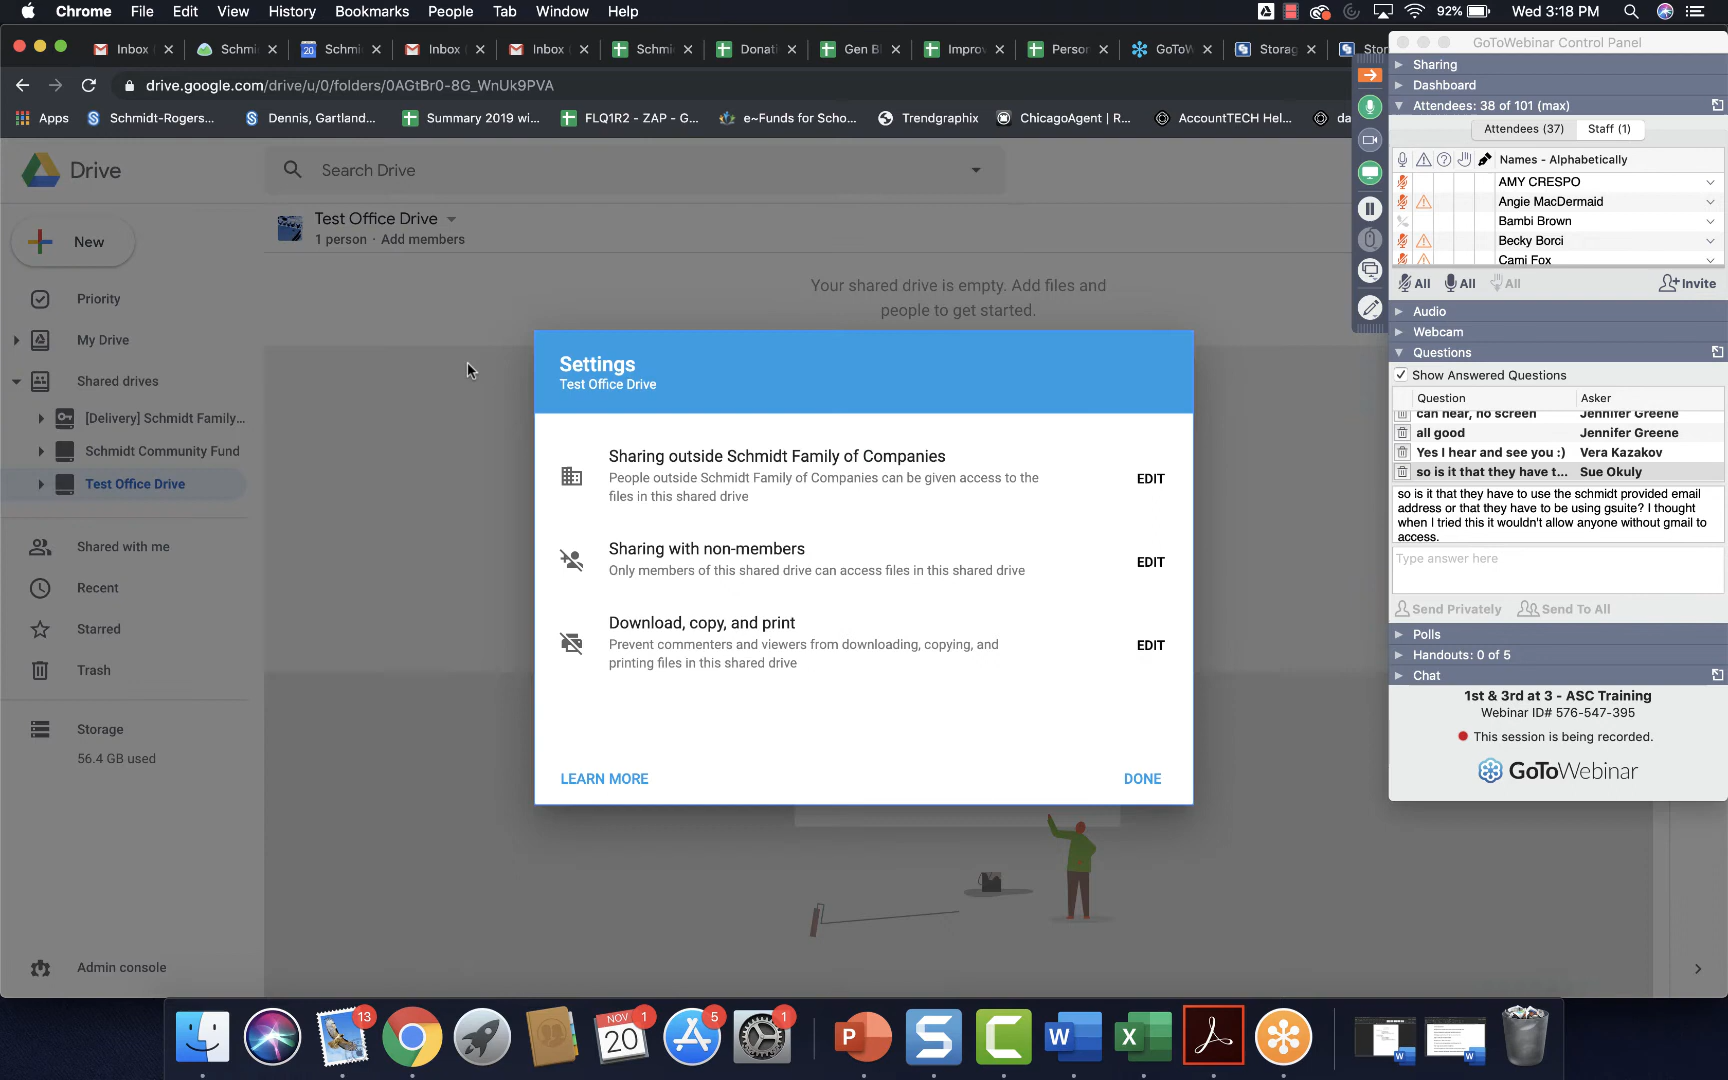 Chrome File Edit View History Bookmarks People Tab Window Help
92% Wed 3:18 PM
Inbox Schmi 20 Schmi Inbox Inbox Schmi Donati Gen Bl Improv Person GoToW Storag Stor
drive.google.com/drive/u/0/folders/0AGtBr0-8G_WnUk9PVA
Apps Schmidt-Rogers... Dennis, Gartland... Summary 2019 wi... FLQ1R2 - ZAP - G... e~Funds for Scho... Trendgraphix ChicagoAgent | R... AccountTECH Hel... da
Drive
Search Drive
New
Test Office Drive
1 person · Add members
Priority
My Drive
Shared drives
[Delivery] Schmidt Family...
Schmidt Community Fund
Test Office Drive
Shared with me
Recent
Starred
Trash
Storage
56.4 GB used
Admin console
Your shared drive is empty. Add files and
people to get started.
Settings
Test Office Drive
Sharing outside Schmidt Family of Companies
People outside Schmidt Family of Companies can be given access to the
files in this shared drive
EDIT
Sharing with non-members
Only members of this shared drive can access files in this shared drive
EDIT
Download, copy, and print
Prevent commenters and viewers from downloading, copying, and
printing files in this shared drive
EDIT
LEARN MORE
DONE
GoToWebinar Control Panel
Sharing
Dashboard
Attendees: 38 of 101 (max)
Attendees (37) Staff (1)
Names - Alphabetically
AMY CRESPO
Angie MacDermaid
Bambi Brown
Becky Borci
Cami Fox
All All All Invite
Audio
Webcam
Questions
Show Answered Questions
Question Asker
can hear, no screen Jennifer Greene
all good Jennifer Greene
Yes I hear and see you :) Vera Kazakov
so is it that they have t... Sue Okuly
so is it that they have to use the schmidt provided email
address or that they have to be using gsuite? I thought
when I tried this it wouldn't allow anyone without gmail to
access.
Type answer here
Send Privately Send To All
Polls
Handouts: 0 of 5
Chat
1st & 3rd at 3 - ASC Training
Webinar ID# 576-547-395
This session is being recorded.
GoToWebinar
13 NOV 20 1 5 1 P S C W X W W